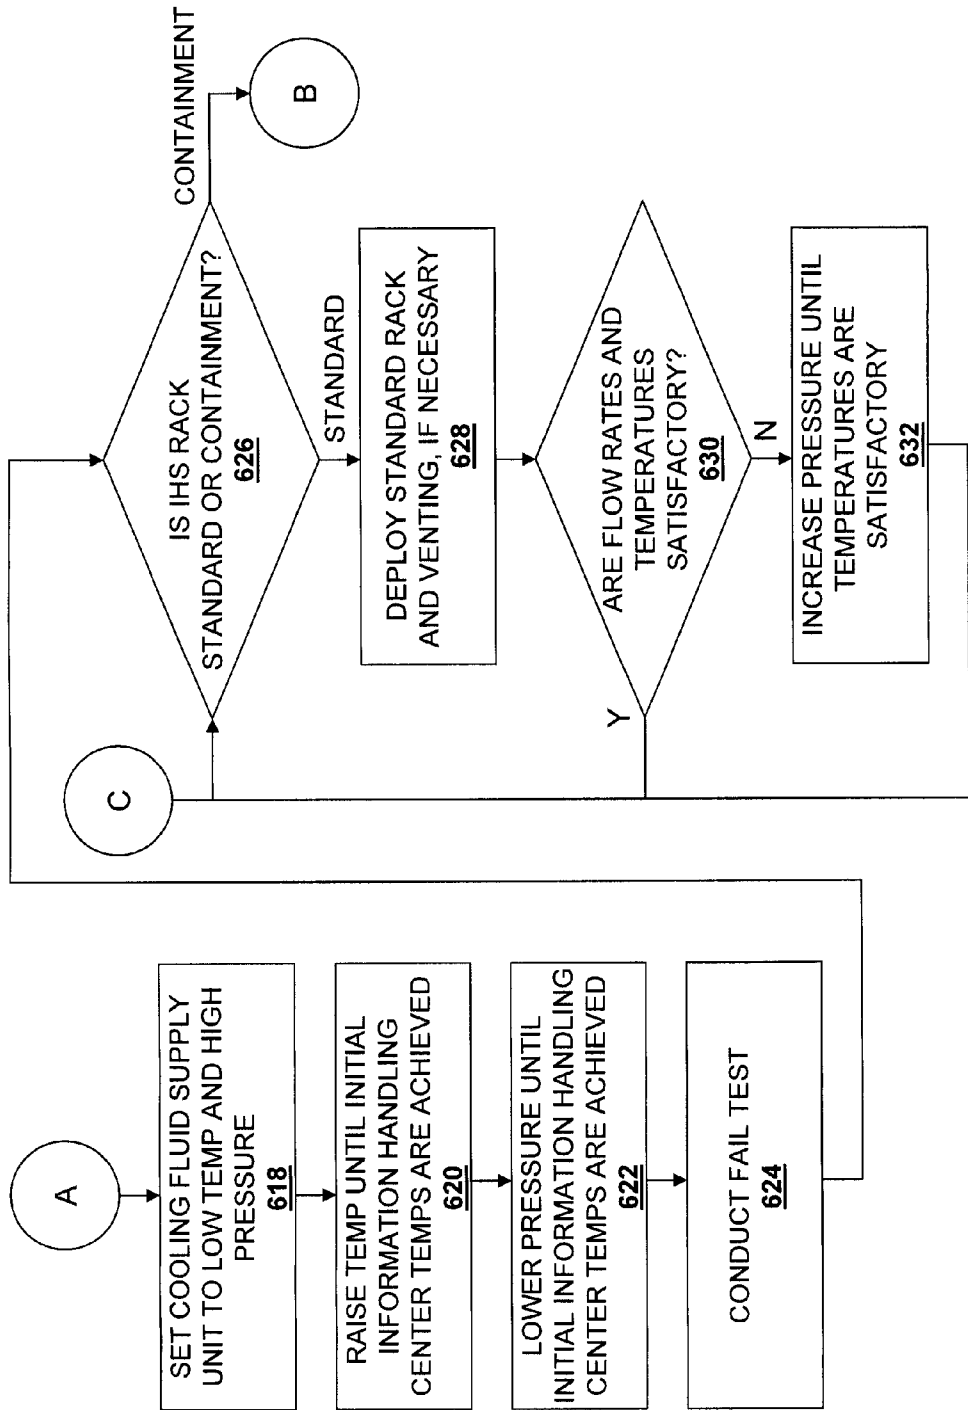 A
SET COOLING FLUID SUPPLY
UNIT TO LOW TEMP AND HIGH
PRESSURE
618
RAISE TEMP UNTIL INITIAL
INFORMATION HANDLING
CENTER TEMPS ARE ACHIEVED
620
LOWER PRESSURE UNTIL
INITIAL INFORMATION HANDLING
CENTER TEMPS ARE ACHIEVED
622
CONDUCT FAIL TEST
624
C
IS IHS RACK
STANDARD OR CONTAINMENT?
626
CONTAINMENT
B
STANDARD
DEPLOY STANDARD RACK
AND VENTING, IF NECESSARY
628
ARE FLOW RATES AND
TEMPERATURES
SATISFACTORY?
630
Y
N
INCREASE PRESSURE UNTIL
TEMPERATURES ARE
SATISFACTORY
632